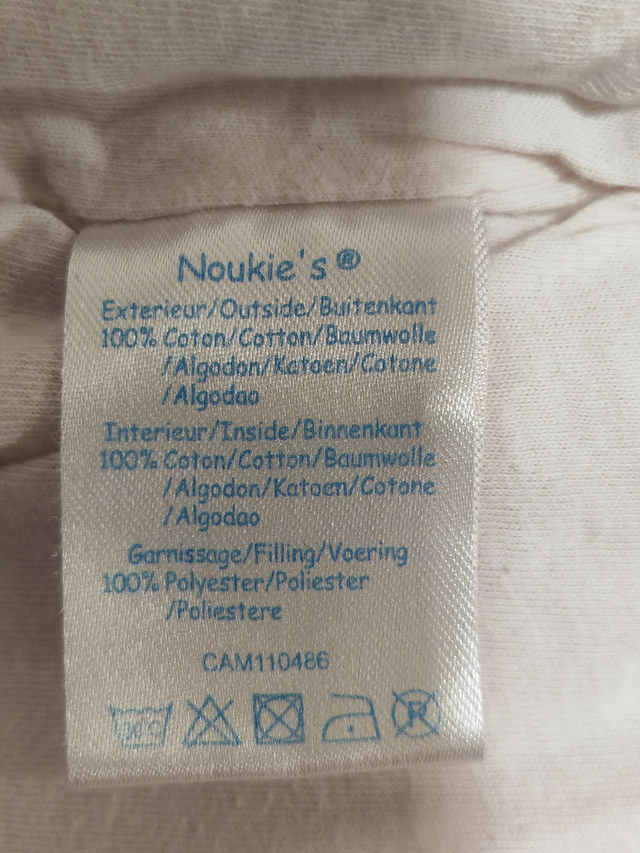 Noukie's®
Exterieur/Outside/Buitenkant
100% Coton/Cotton/Baumwolle
/Algodon/Katoen/Cotone
/Algodao
Interieur/Inside/Binnenkant
100% Coton/Cotton/Baumwolle
/Algodon/Katoen/Cotone
/Algodao
Garnissage/Filling/Voering
100% Polyester/Poliester
/Poliestere
CAM110486
30°C P